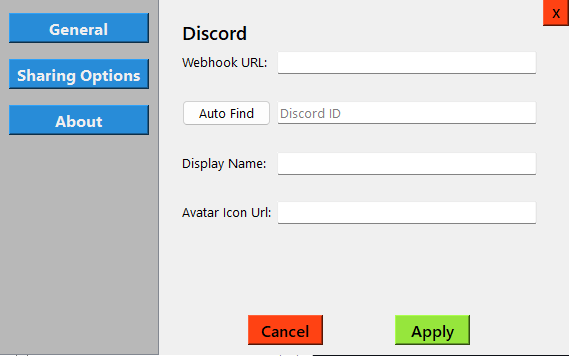 General
Sharing Options
About
x
Discord
Webhook URL:
Auto Find
Discord ID
Display Name:
Avatar Icon Url:
Cancel
Apply